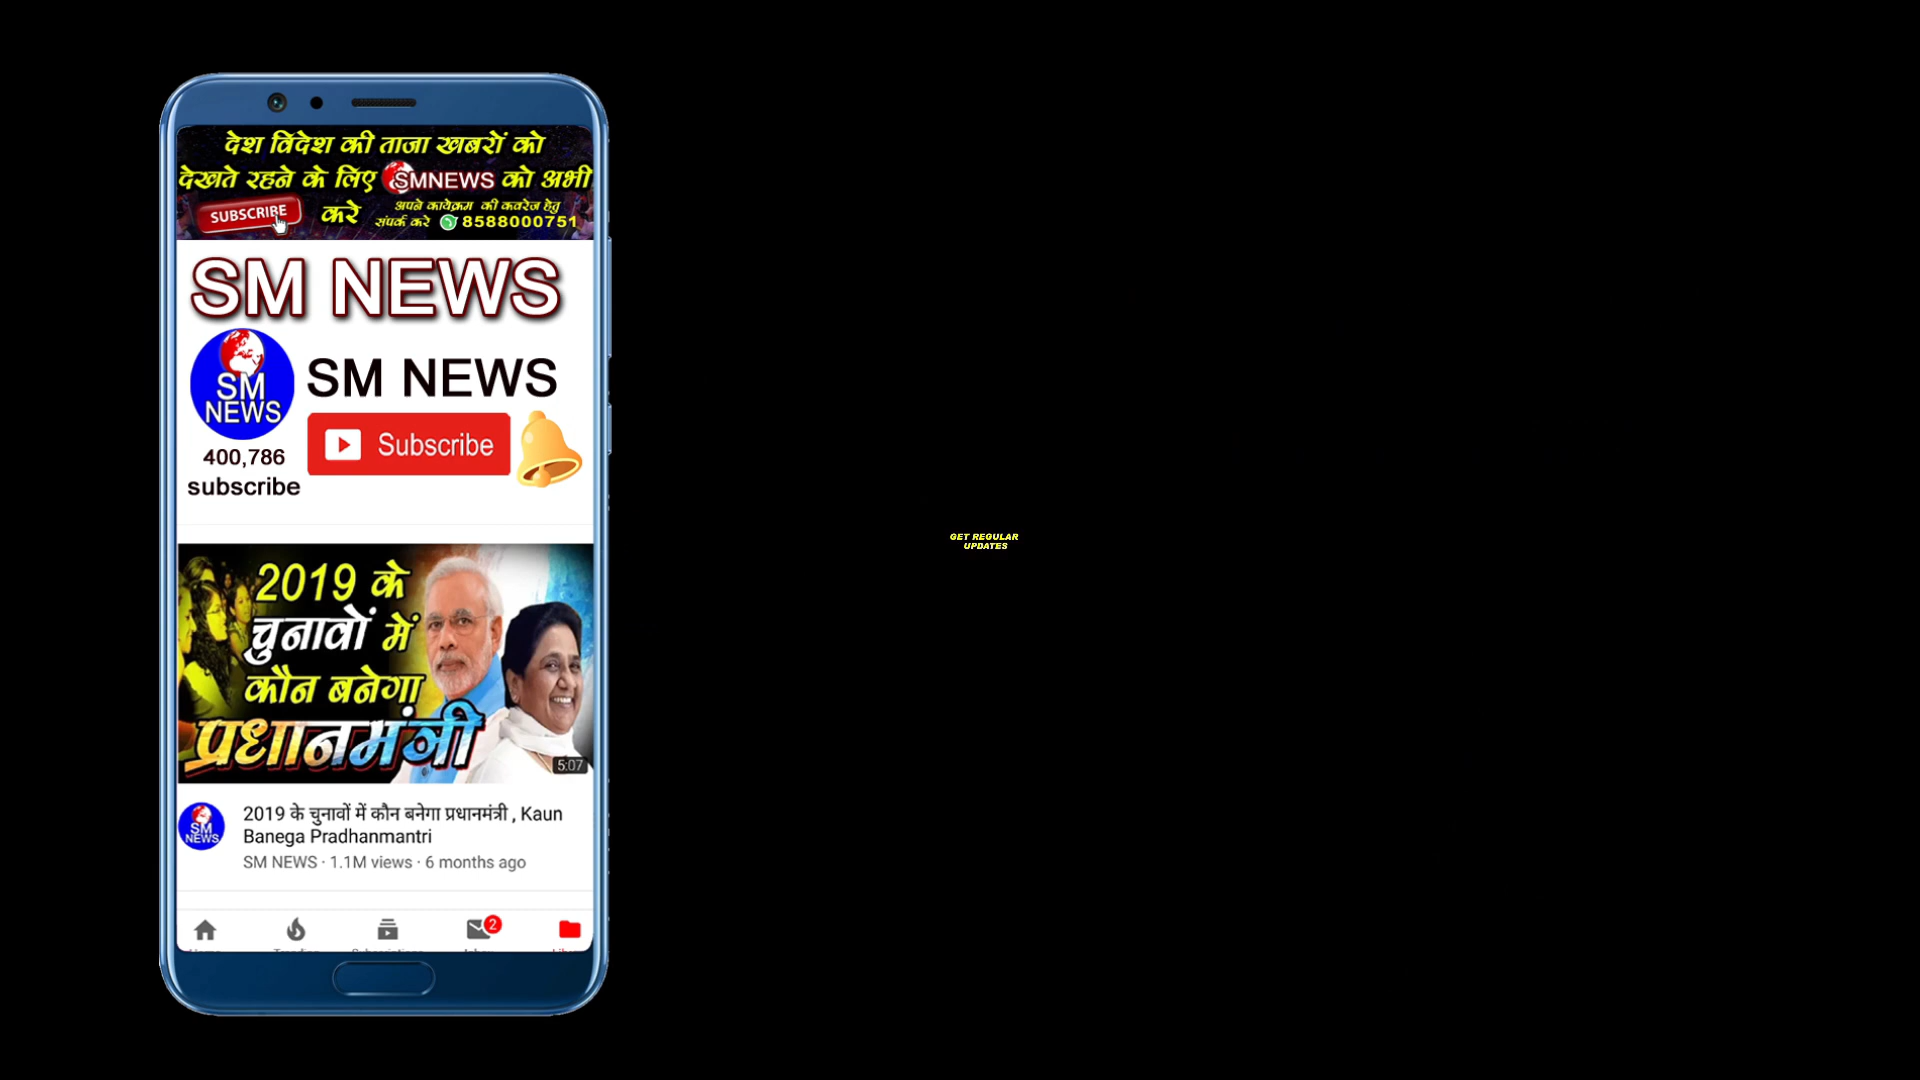 देश विदेश की ताजा खबरों को
देखते रहने के लिए SMNEWS को अभी
SUBSCRIBE करे
अपने कार्यक्रम की कवरेज हेतु
संपर्क करे 8588000751
SM NEWS
SM NEWS
SM NEWS
Subscribe
400,786
subscribe
GET REGULAR
UPDATES
2019 के
चुनावों में
कौन बनेगा
प्रधानमंत्री
5:07
SM NEWS
2019 के चुनावों में कौन बनेगा प्रधानमंत्री , Kaun
Banega Pradhanmantri
SM NEWS · 1.1M views · 6 months ago
2